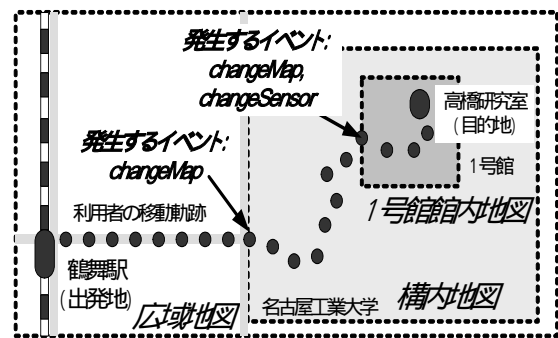 発生するイベント:
changeMap,
changeSensor
高橋研究室
(目的地)
発生するイベント:
changeMap
1号館
利用者の移動軌跡
1号館館内地図
鶴舞駅
(出発地)
広域地図
名古屋工業大学
構内地図